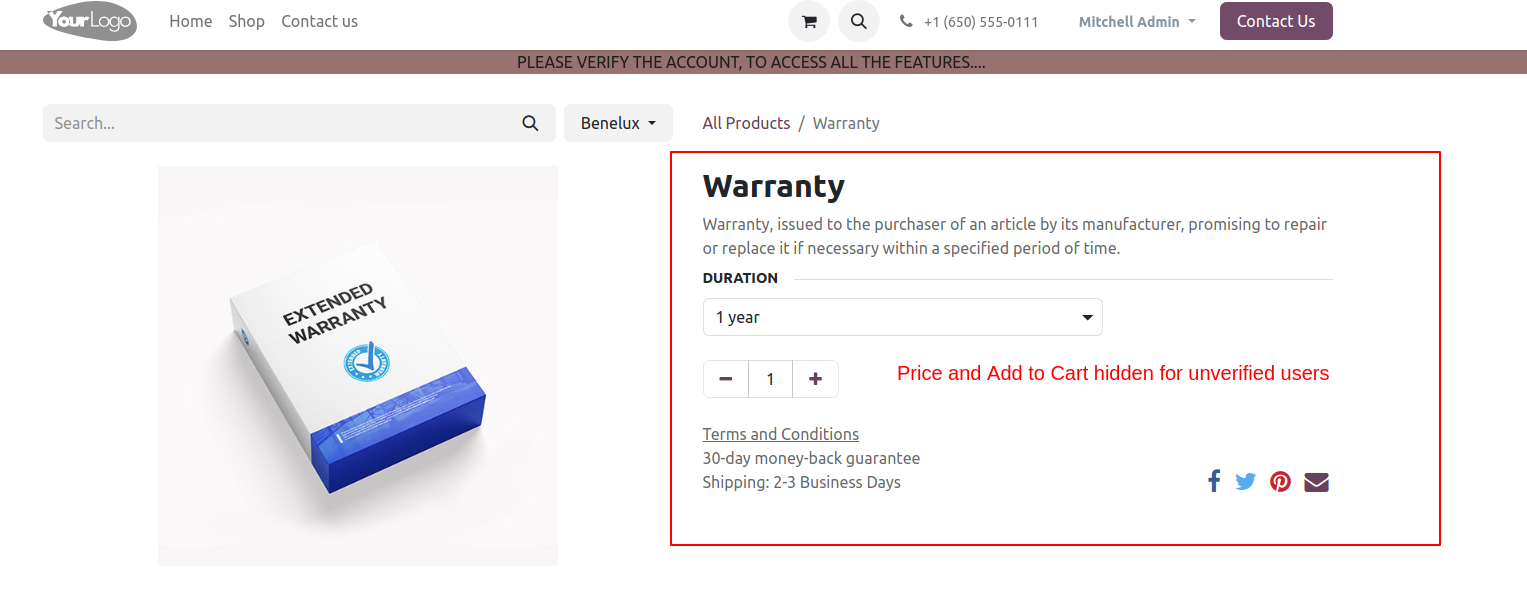 YourLogo
Home Shop Contact us
+1 (650) 555-0111
Mitchell Admin
Contact Us
PLEASE VERIFY THE ACCOUNT, TO ACCESS ALL THE FEATURES....
Search...
Benelux
All Products / Warranty
Warranty
Warranty, issued to the purchaser of an article by its manufacturer, promising to repair
or replace it if necessary within a specified period of time.
DURATION
1 year
1
Price and Add to Cart hidden for unverified users
Terms and Conditions
30-day money-back guarantee
Shipping: 2-3 Business Days
EXTENDED
WARRANTY